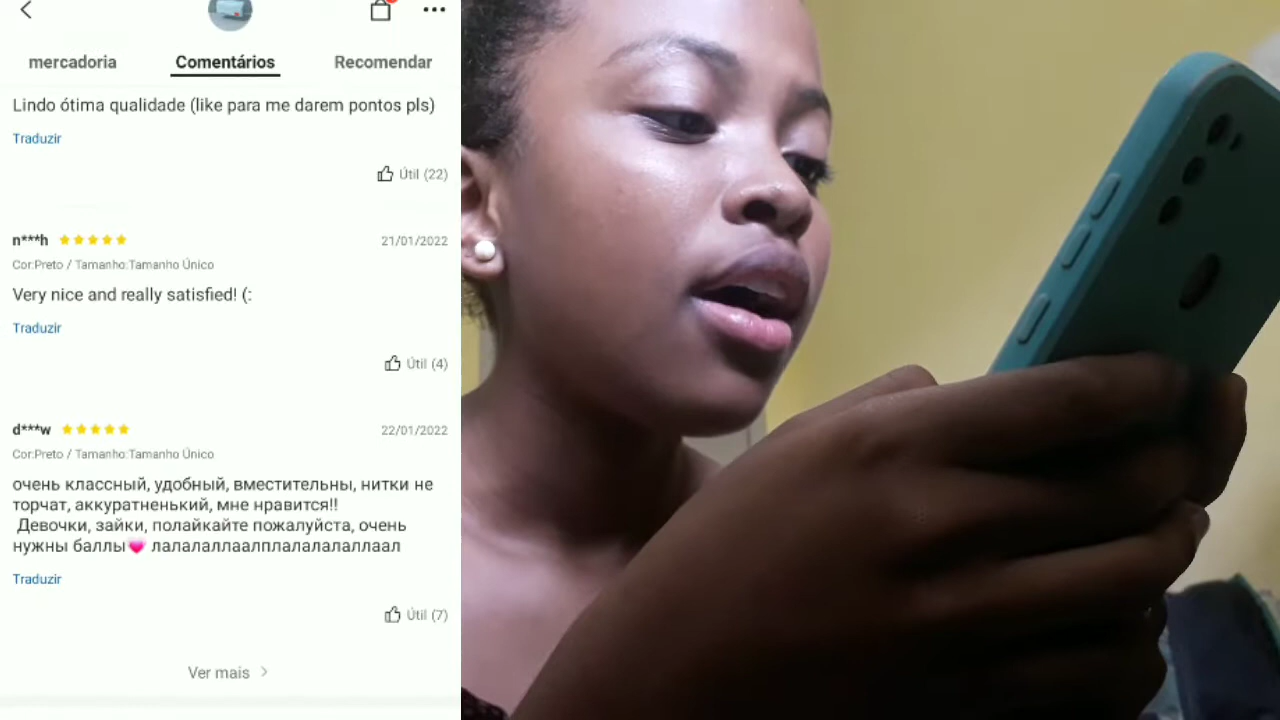 mercadoria Comentários Recomendar
Lindo ótima qualidade (like para me darem pontos pls)
Traduzir
Útil (22)
n***h 21/01/2022
Cor:Preto / Tamanho:Tamanho Único
Very nice and really satisfied! (:
Traduzir
Útil (4)
d***w 22/01/2022
Cor:Preto / Tamanho:Tamanho Único
очень классный, удобный, вместительны, нитки не
торчат, аккуратненький, мне нравится!!
Девочки, зайки, полайкайте пожалуйста, очень
нужны баллы💗 лалалаллаалплалалалаллаал
Traduzir
Útil (7)
Ver mais >